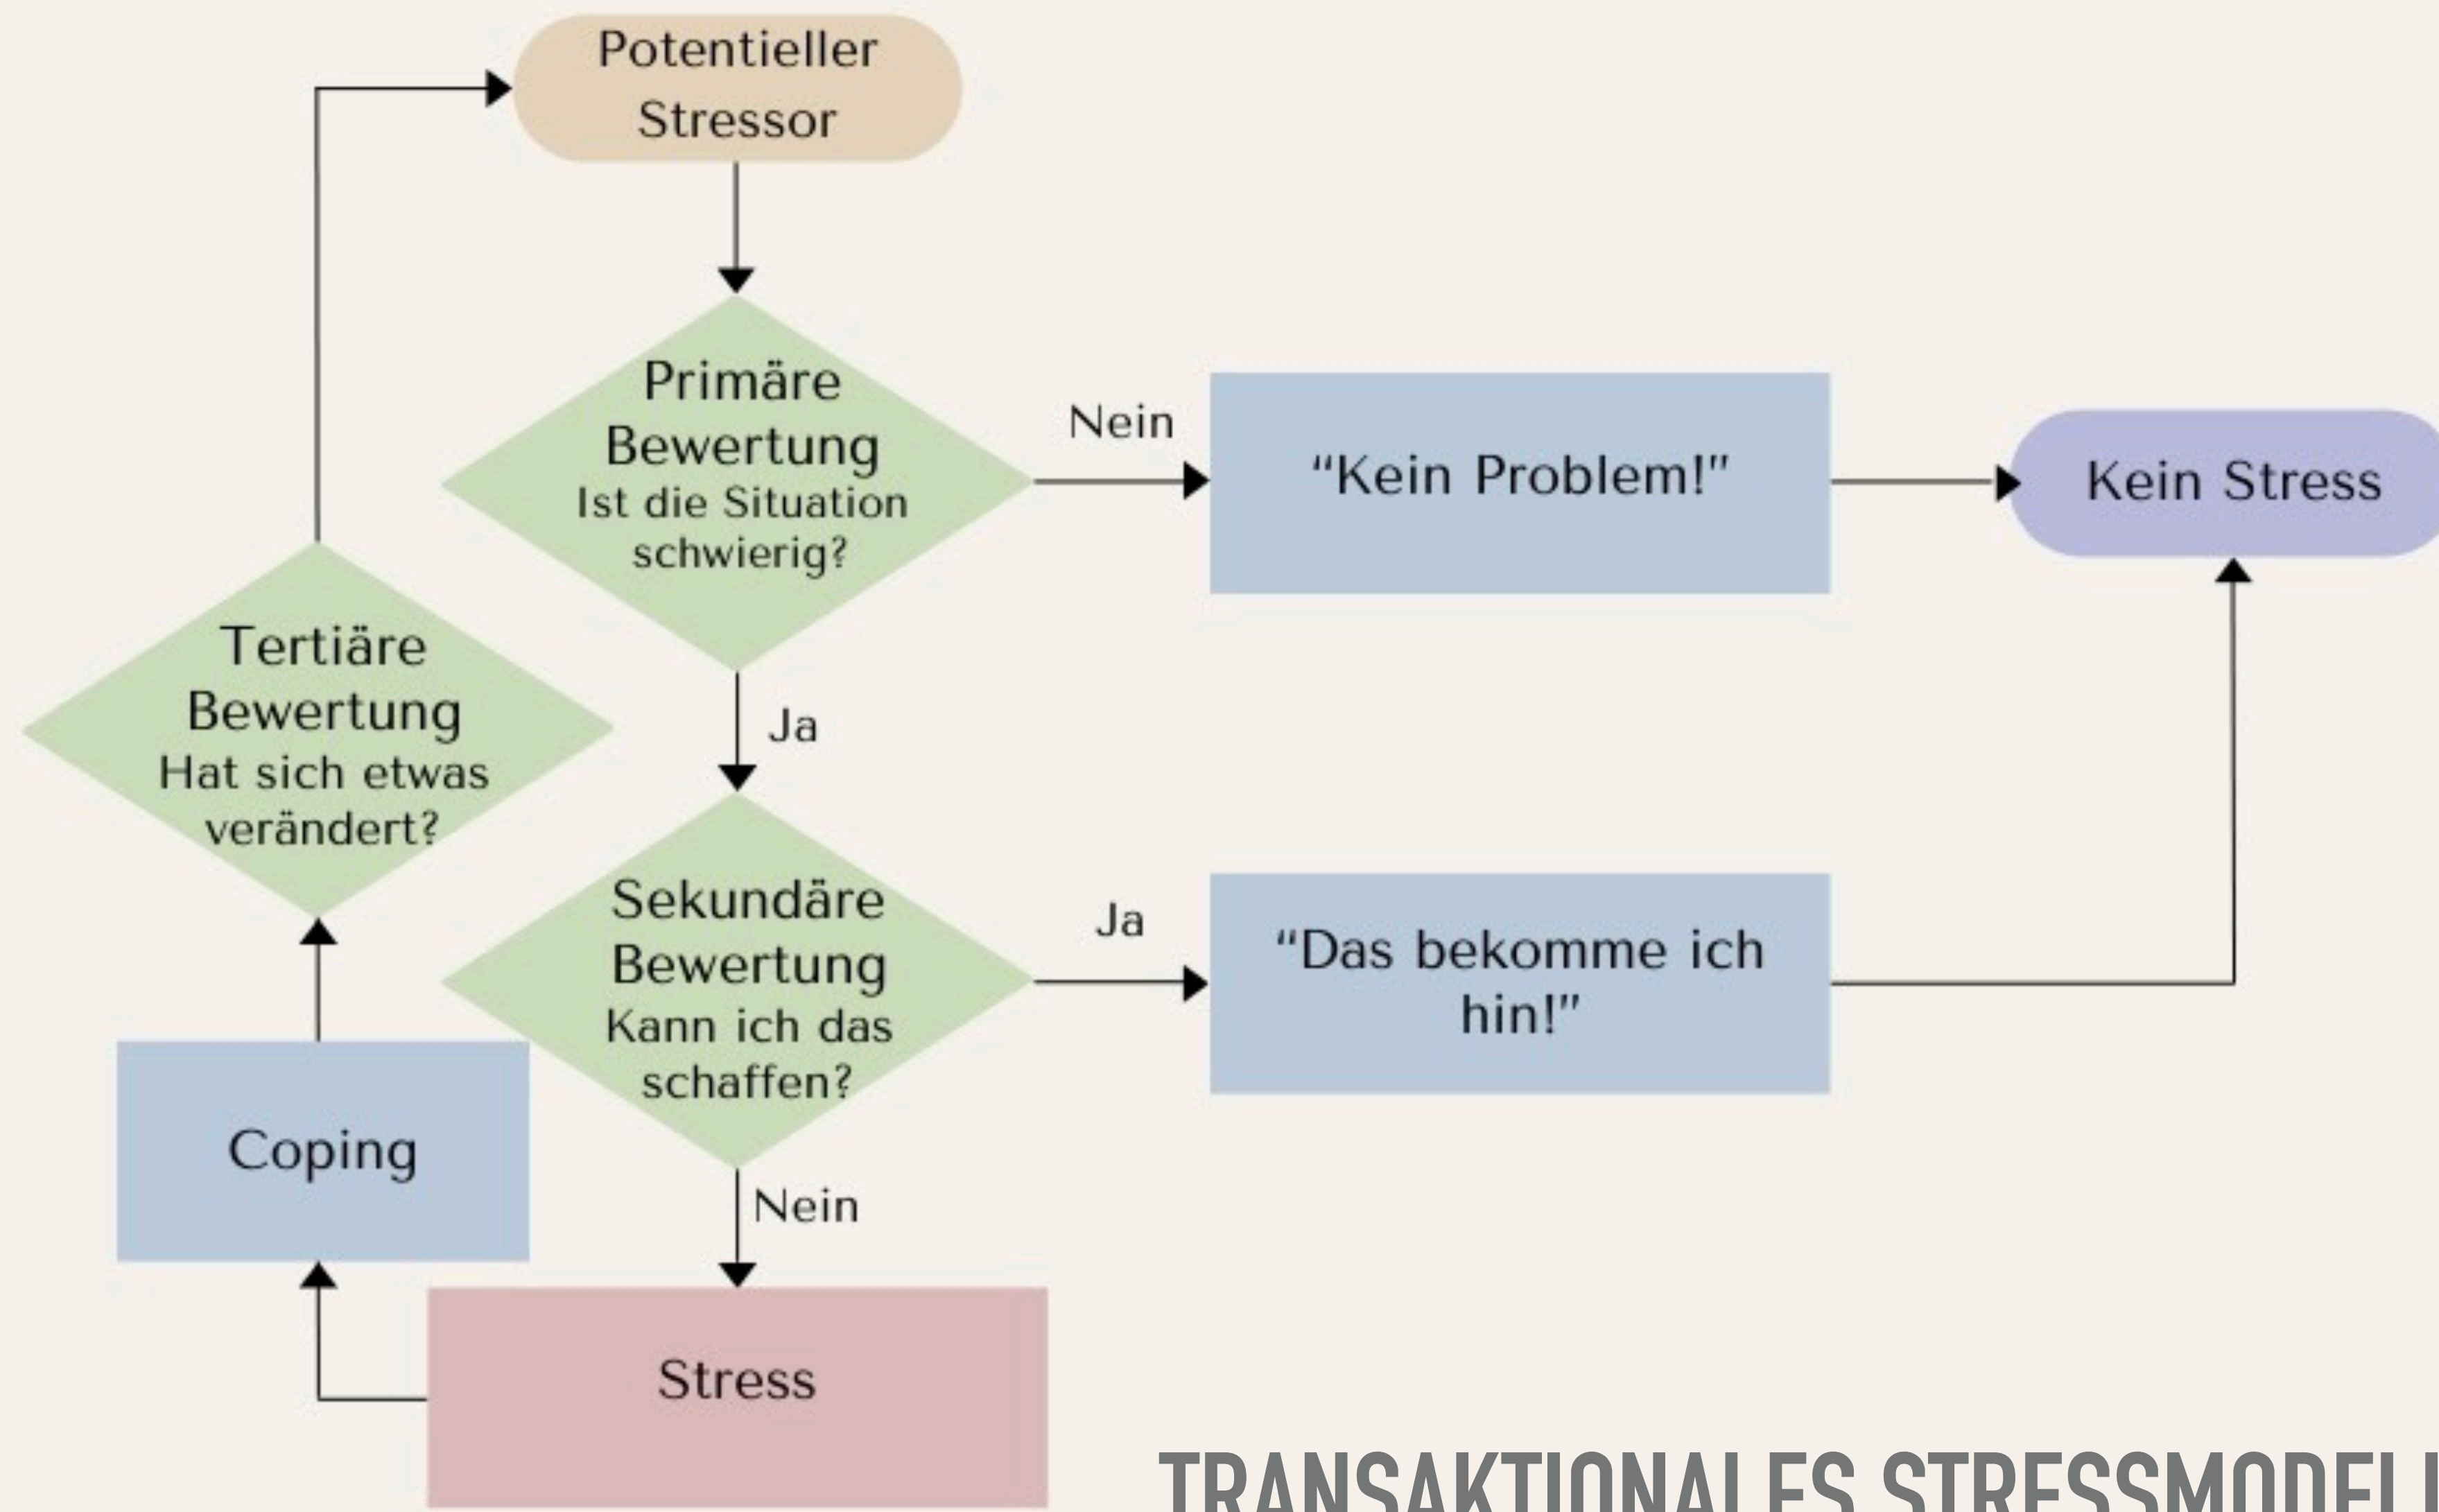 Potentieller
Stressor
Primäre
Bewertung
Ist die Situation
schwierig?
Nein
“Kein Problem!”
Kein Stress
Ja
Tertiäre
Bewertung
Hat sich etwas
verändert?
Sekundäre
Bewertung
Kann ich das
schaffen?
Ja
“Das bekomme ich
hin!”
Coping
Nein
Stress
TRANSAKTIONALES STRESSMODELL